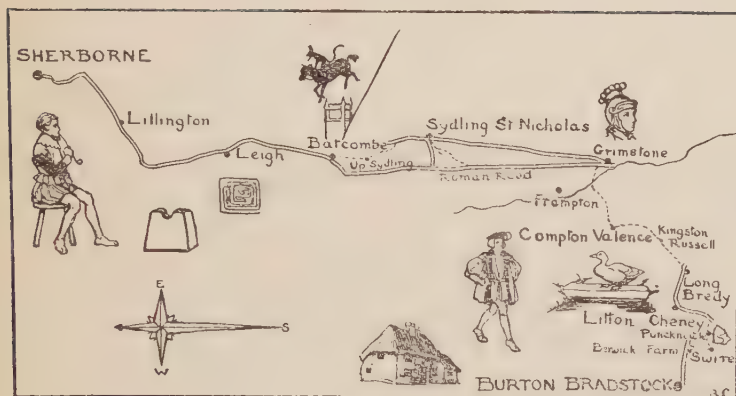 SHERBORNE
Lillington
Leigh
Batcombe
Up Sydling
Sydling St Nicholas
Roman Road
Grimstone
Frampton
Compton Valence
Kingston
Russell
Long
Bredy
Litton Cheney
Puncknowle
Berwick Farm
Swire
BURTON BRADSTOCK
E
S
W